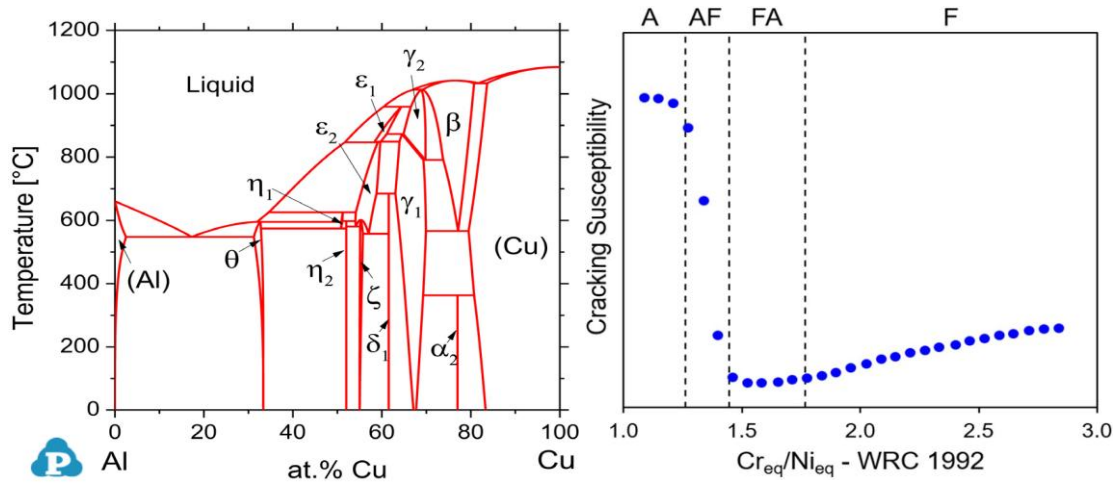 1200
1000
800
600
400
200
0
Temperature [°C]
Liquid
γ₂
ε₁
ε₂
β
η₁
γ₁
(Al)
θ
η₂
ζ
δ₁
α₂
(Cu)
0 20 40 60 80 100
P
Al at.% Cu Cu
A AF FA F
Cracking Susceptibility
1.0 1.5 2.0 2.5 3.0
Cr_eq/Ni_eq - WRC 1992